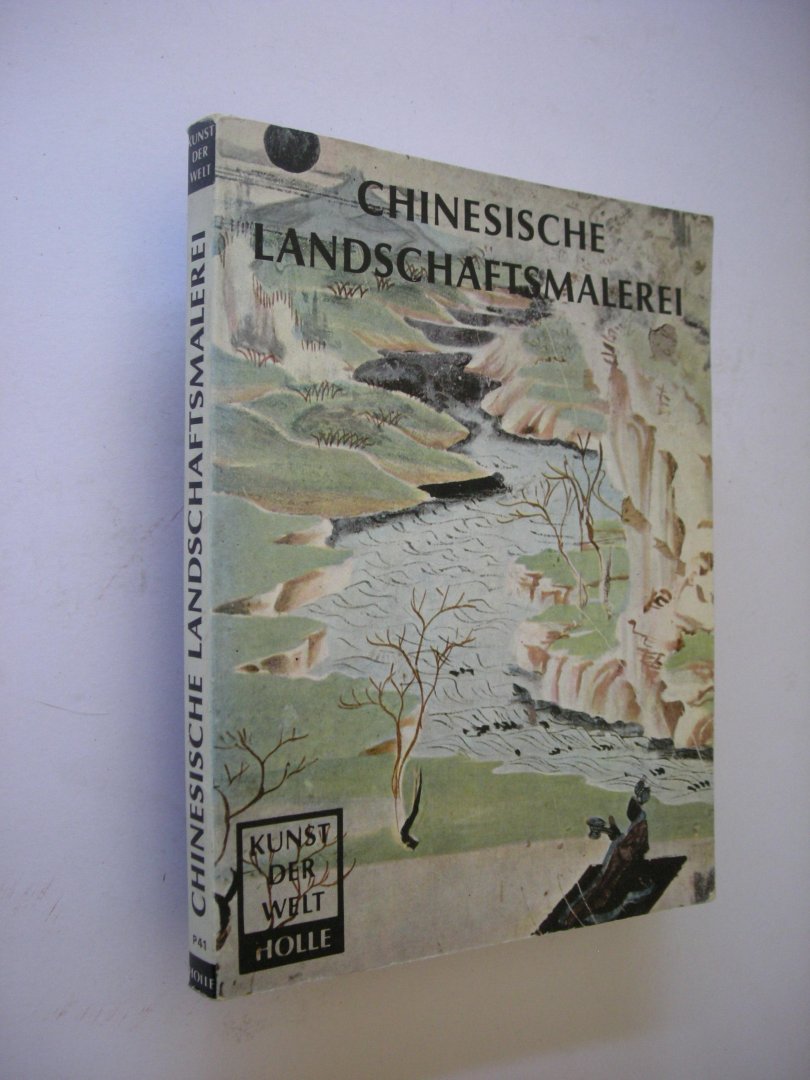 CHINESISCHE
LANDSCHAFTSMALEREI
KUNST
DER
WELT
HOLLE
KUNST
DER
WELT
CHINESISCHE LANDSCHAFTSMALEREI
P41
HOLLE